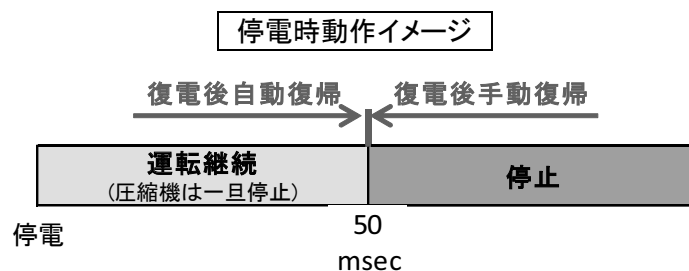 停電時動作イメージ
復電後自動復帰
復電後手動復帰
運転継続
(圧縮機は一旦停止)
停止
停電
50
msec